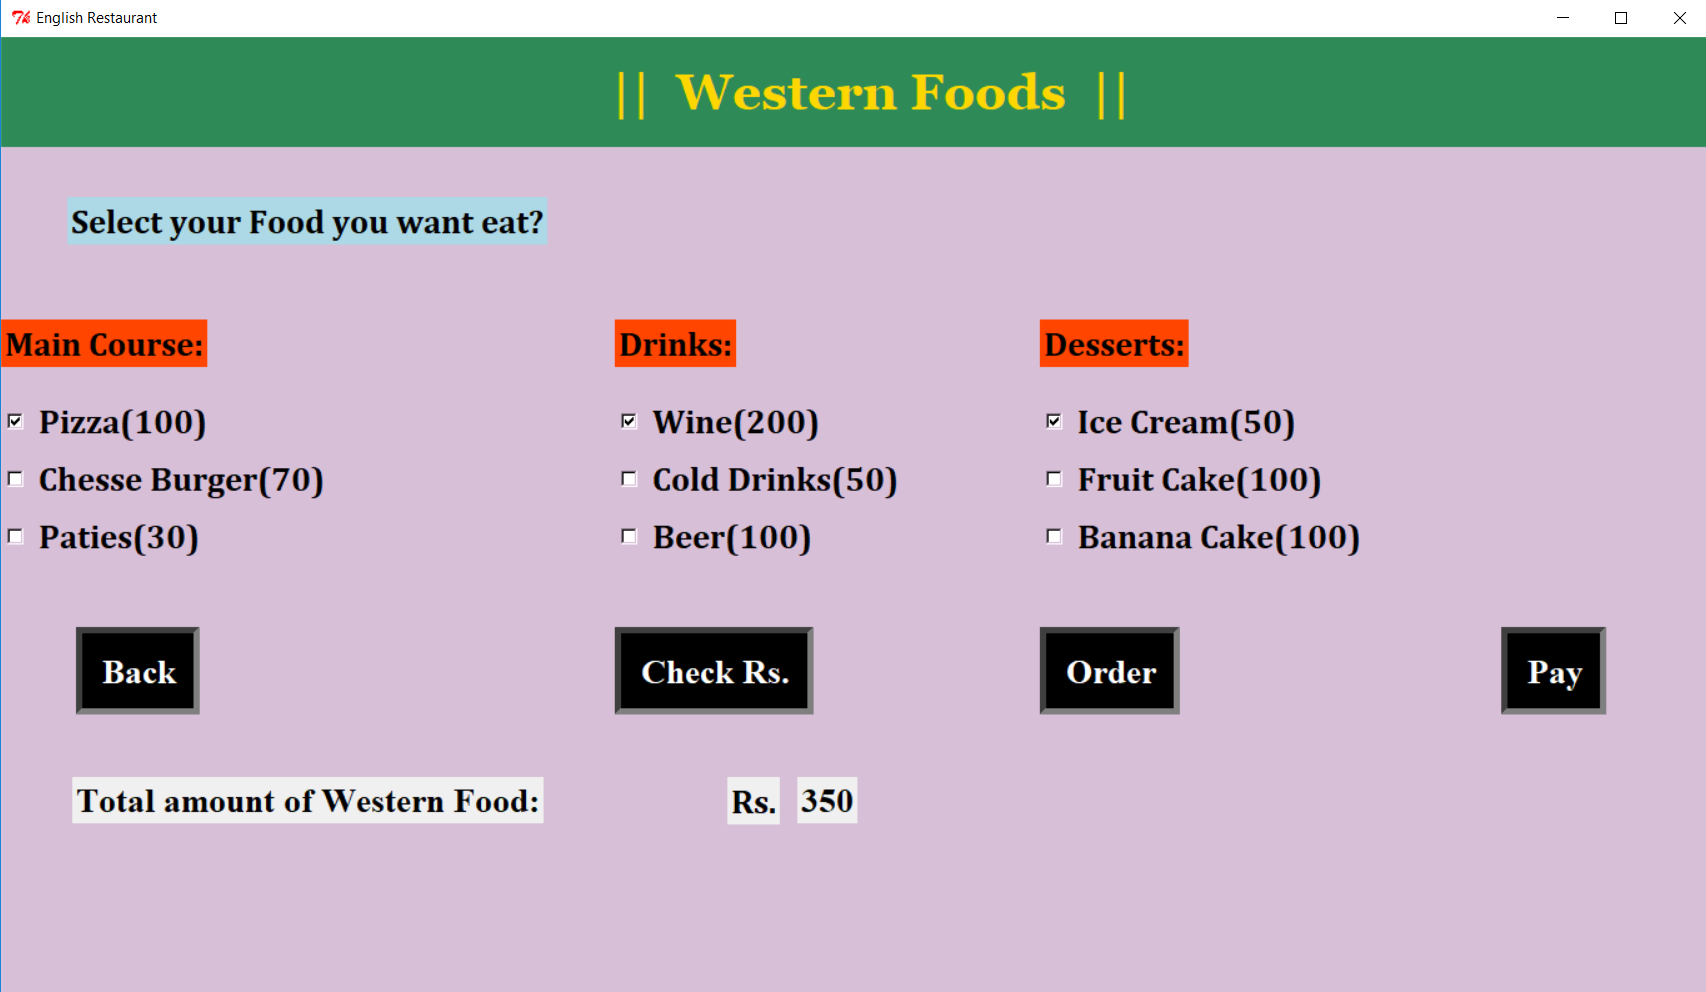 English Restaurant
|| Western Foods ||
Select your Food you want eat?
Main Course: Drinks: Desserts:
Pizza(100) Wine(200) Ice Cream(50)
Chesse Burger(70) Cold Drinks(50) Fruit Cake(100)
Paties(30) Beer(100) Banana Cake(100)
Back Check Rs. Order Pay
Total amount of Western Food: Rs. 350